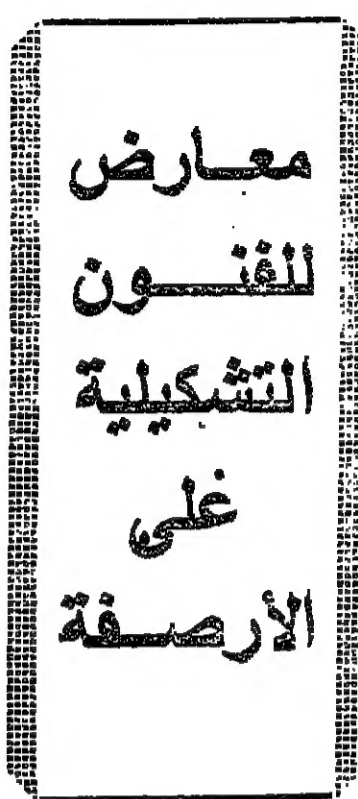 معارض
للفنون
التشكيلية
على
الأرصفة